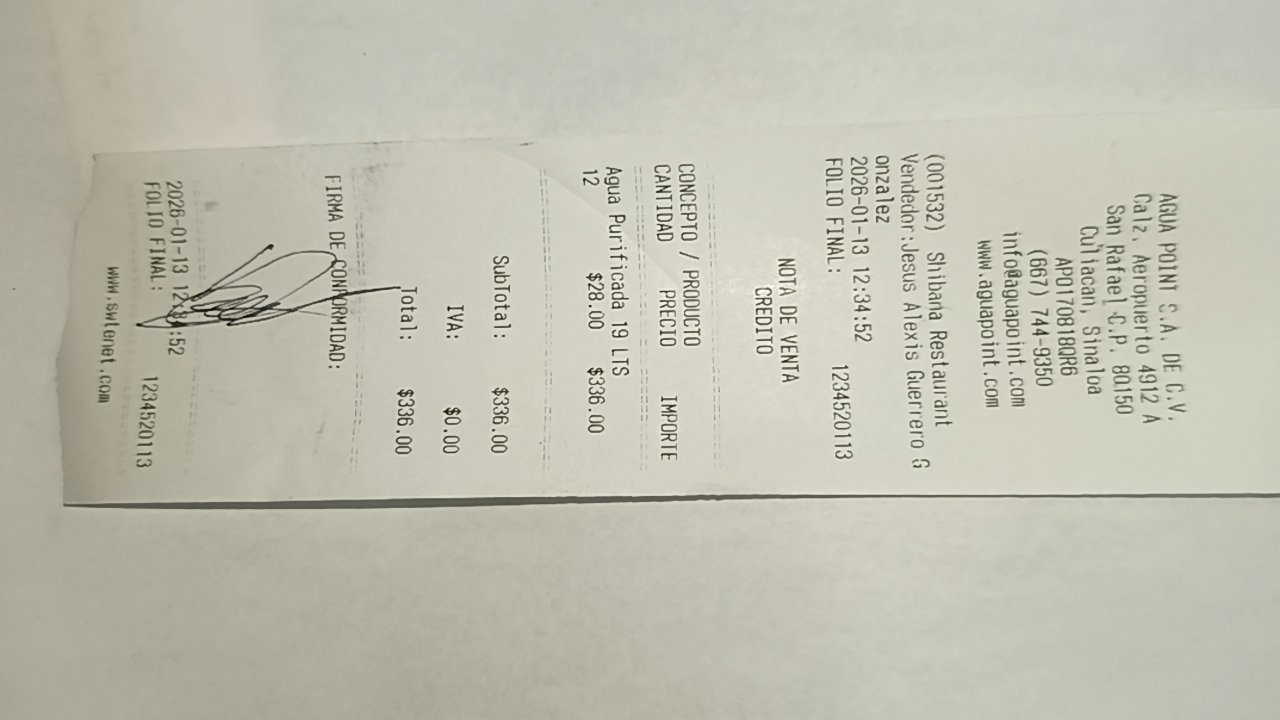 AGUA POINT S.A. DE C.V.
Calz. Aeropuerto 4912 A
San Rafael C.P. 80150
Culiacan, Sinaloa
APO170818QR6
(667) 744-9350
info@aguapoint.com
www.aguapoint.com
(001532) Shibana Restaurant
Vendedor:Jesus Alexis Guerrero G
onzalez
2026-01-13 12:34:52
FOLIO FINAL: 1234520113
NOTA DE VENTA
CREDITO
CONCEPTO / PRODUCTO
CANTIDAD PRECIO IMPORTE
Agua Purificada 19 LTS
12 $28.00 $336.00
SubTotal: $336.00
IVA: $0.00
Total: $336.00
FIRMA DE CONFORMIDAD:
2026-01-13 12:34:52
FOLIO FINAL: 1234520113
www.swtenet.com